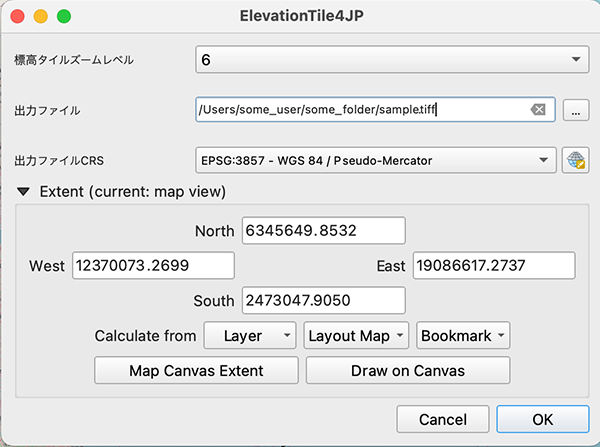 ElevationTile4JP
標高タイルズームレベル 6
出力ファイル /Users/some_user/some_folder/sample.tiff ...
出力ファイルCRS EPSG:3857 - WGS 84 / Pseudo-Mercator
Extent (current: map view)
North 6345649.8532
West 12370073.2699 East 19086617.2737
South 2473047.9050
Calculate from Layer Layout Map Bookmark
Map Canvas Extent Draw on Canvas
Cancel OK